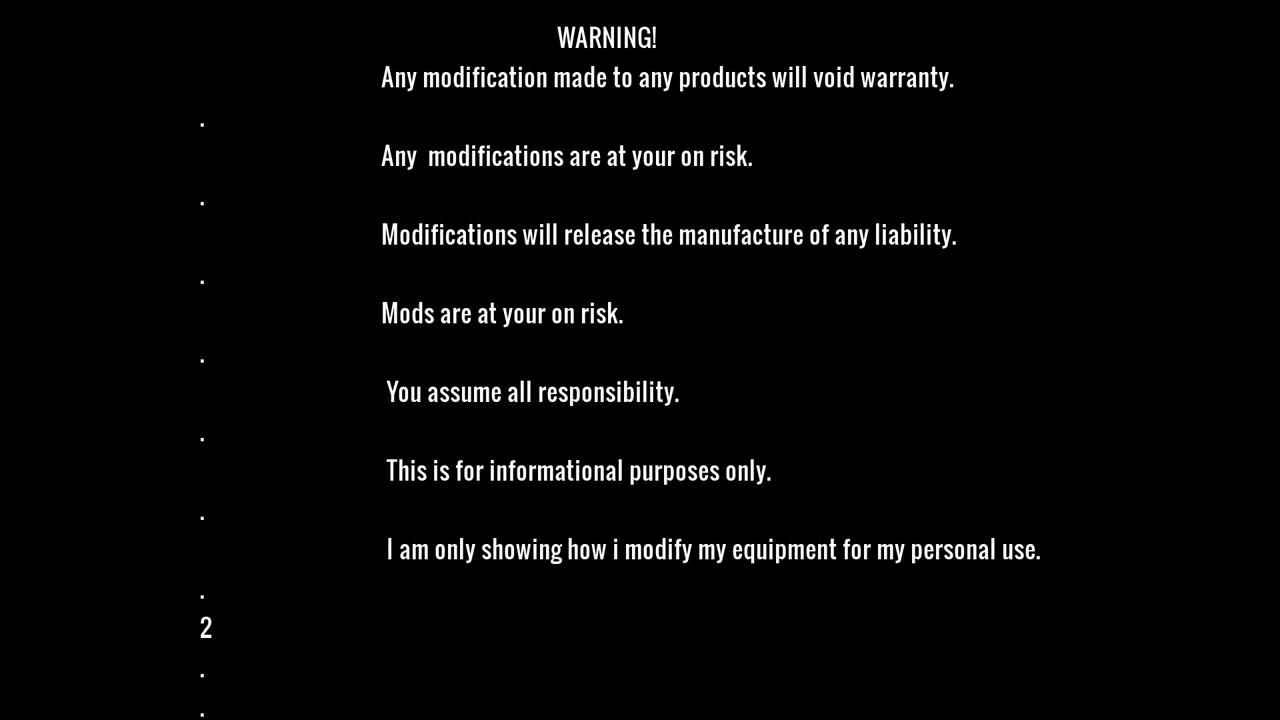 WARNING!
Any modification made to any products will void warranty.
.
Any  modifications are at your on risk.
.
Modifications will release the manufacture of any liability.
.
Mods are at your on risk.
.
You assume all responsibility.
.
This is for informational purposes only.
.
I am only showing how i modify my equipment for my personal use.
.
2
.
.